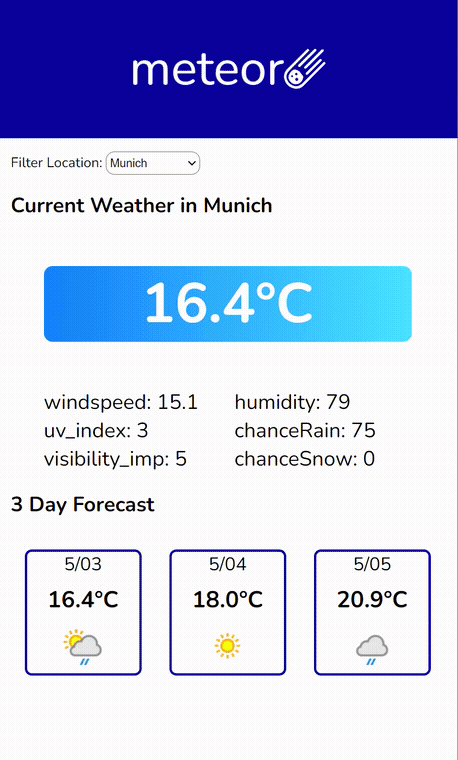 meteor
Filter Location: Munich
Current Weather in Munich
16.4°C
windspeed: 15.1 humidity: 79
uv_index: 3 chanceRain: 75
visibility_imp: 5 chanceSnow: 0
3 Day Forecast
5/03 5/04 5/05
16.4°C 18.0°C 20.9°C